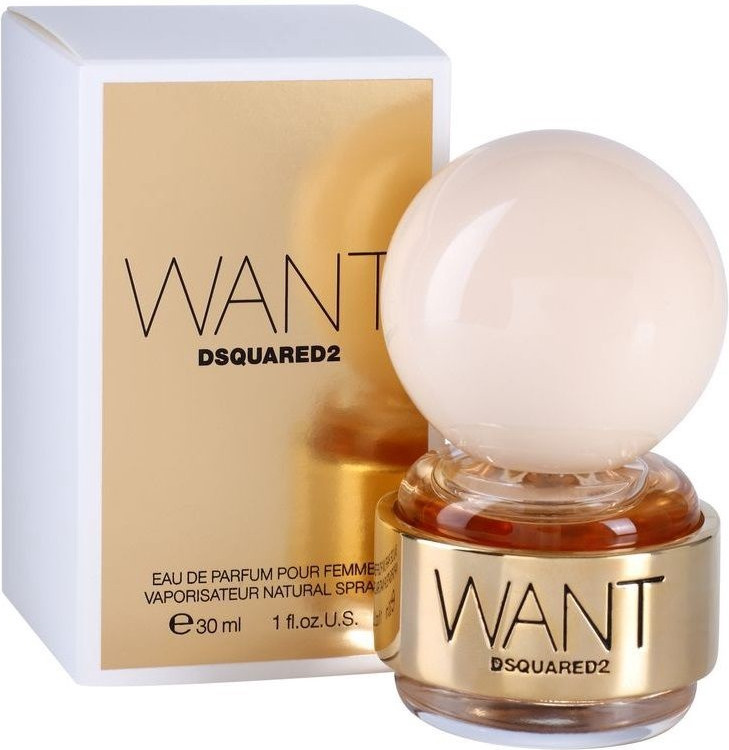 WANT
DSQUARED2
EAU DE PARFUM POUR FEMME
VAPORISATEUR NATURAL SPRA
e30 ml 1 fl.oz.U.S.
WANT
DSQUARED2